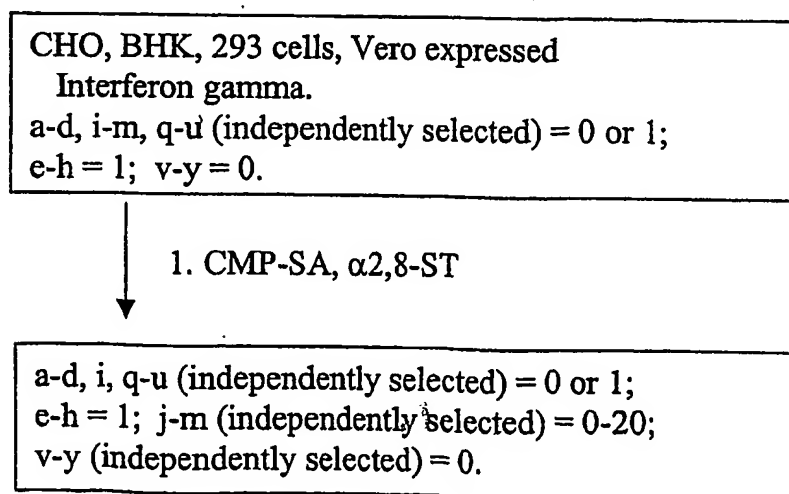 CHO, BHK, 293 cells, Vero expressed
Interferon gamma.
a-d, i-m, q-u (independently selected) = 0 or 1;
e-h = 1; v-y = 0.
1. CMP-SA, α2,8-ST
a-d, i, q-u (independently selected) = 0 or 1;
e-h = 1; j-m (independently selected) = 0-20;
v-y (independently selected) = 0.